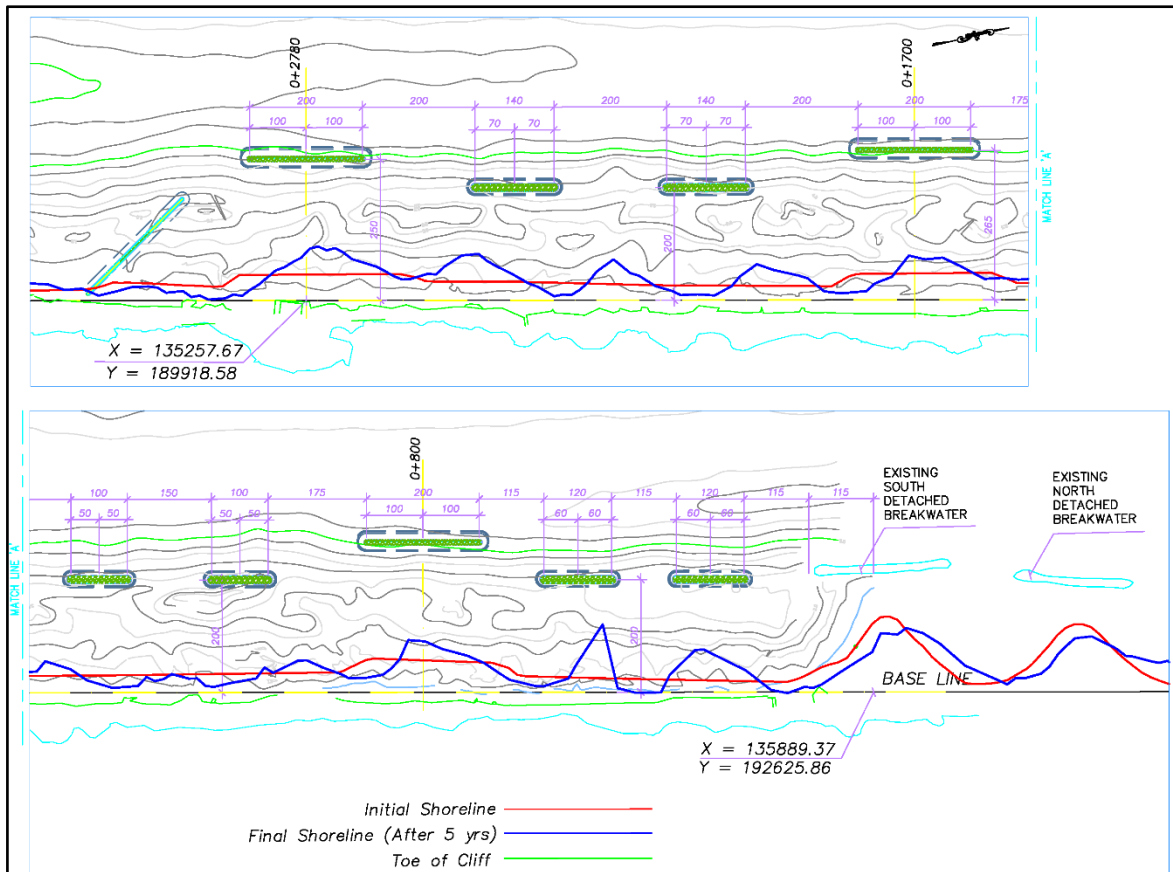 0+2780
0+1700
200
200
140
200
140
200
200
175
100
100
70
70
70
70
100
100
MATCH LINE "A"
250
200
265
X = 135257.67
Y = 189918.58
0+800
EXISTING
SOUTH
DETACHED
BREAKWATER
EXISTING
NORTH
DETACHED
BREAKWATER
100
150
100
175
200
115
120
115
120
115
115
50
50
50
50
100
100
60
60
60
60
MATCH LINE "A"
200
200
BASE LINE
X = 135889.37
Y = 192625.86
Initial Shoreline
Final Shoreline (After 5 yrs)
Toe of Cliff